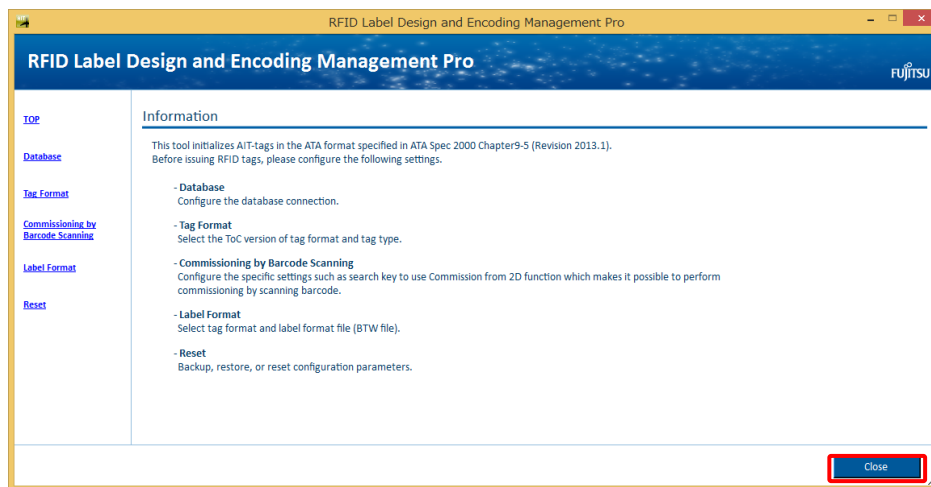 RFID Label Design and Encoding Management Pro
RFID Label Design and Encoding Management Pro
FUJITSU
TOP
Database
Tag Format
Commissioning by
Barcode Scanning
Label Format
Reset
Information
This tool initializes AIT-tags in the ATA format specified in ATA Spec 2000 Chapter9-5 (Revision 2013.1).
Before issuing RFID tags, please configure the following settings.
- Database
Configure the database connection.
- Tag Format
Select the ToC version of tag format and tag type.
- Commissioning by Barcode Scanning
Configure the specific settings such as search key to use Commission from 2D function which makes it possible to perform
commissioning by scanning barcode.
- Label Format
Select tag format and label format file (BTW file).
- Reset
Backup, restore, or reset configuration parameters.
Close